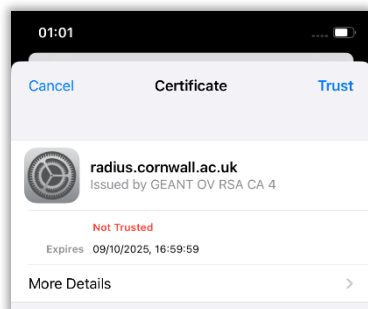 01:01
Cancel Certificate Trust
radius.cornwall.ac.uk
Issued by GEANT OV RSA CA 4
Not Trusted
Expires 09/10/2025, 16:59:59
More Details